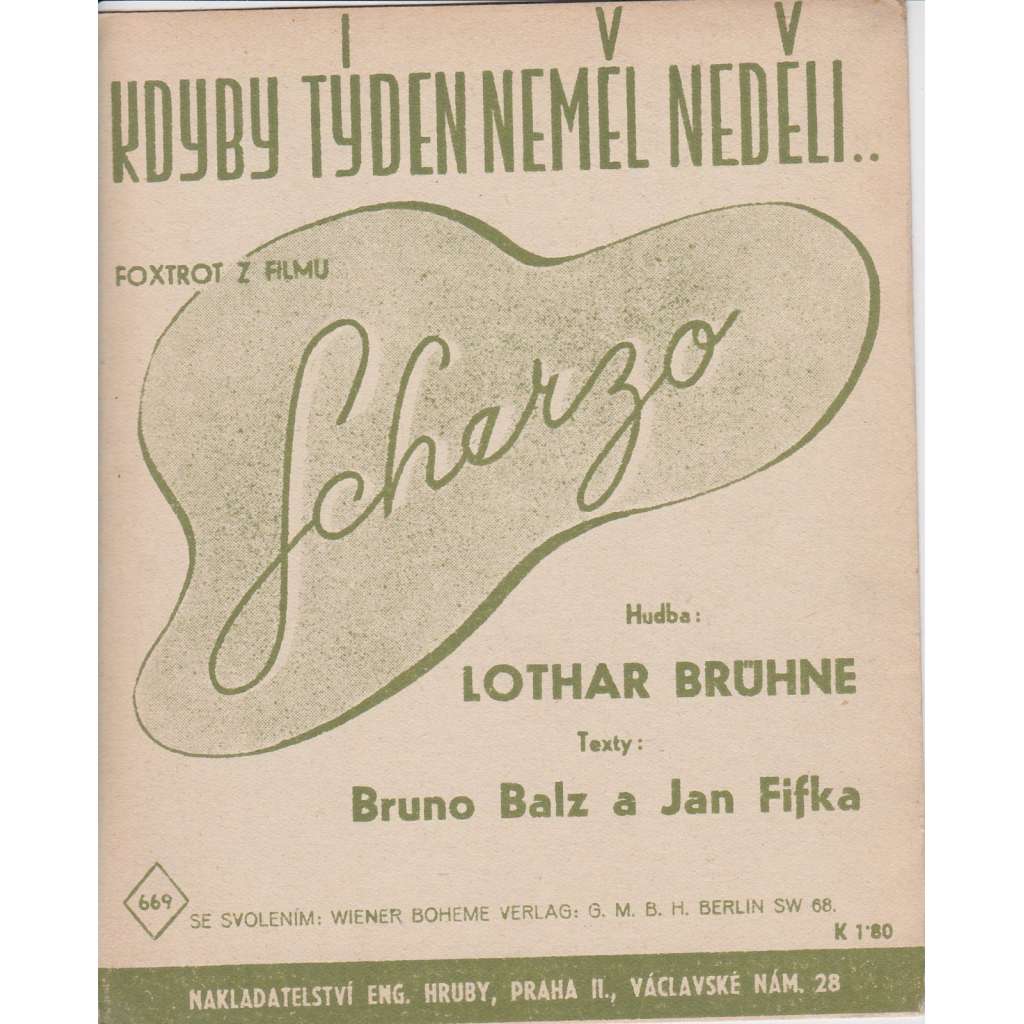 KDYBY TÝDEN NEMĚL NEDĚLI..
FOXTROT Z FILMU
Scherzo
Hudba:
LOTHAR BRÜHNE
Texty:
Bruno Balz a Jan Fifka
669
SE SVOLENÍM: WIENER BOHEME VERLAG: G. M. B. H. BERLIN SW 68.
K 1·80
NAKLADATELSTVÍ ENG. HRUBY, PRAHA II., VÁCLAVSKÉ NÁM. 28